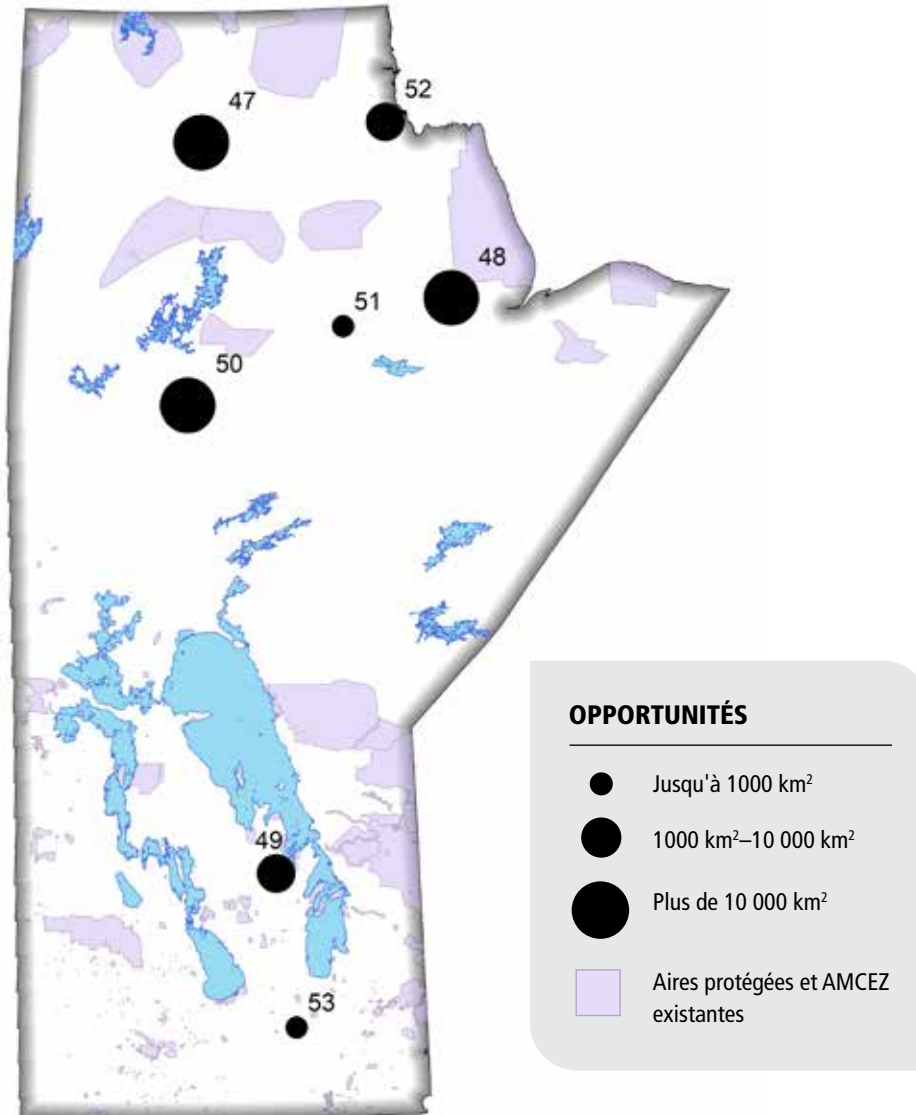 47
52
48
51
50
49
53
OPPORTUNITÉS
Jusqu'à 1000 km²
1000 km²–10 000 km²
Plus de 10 000 km²
Aires protégées et AMCEZ
existantes